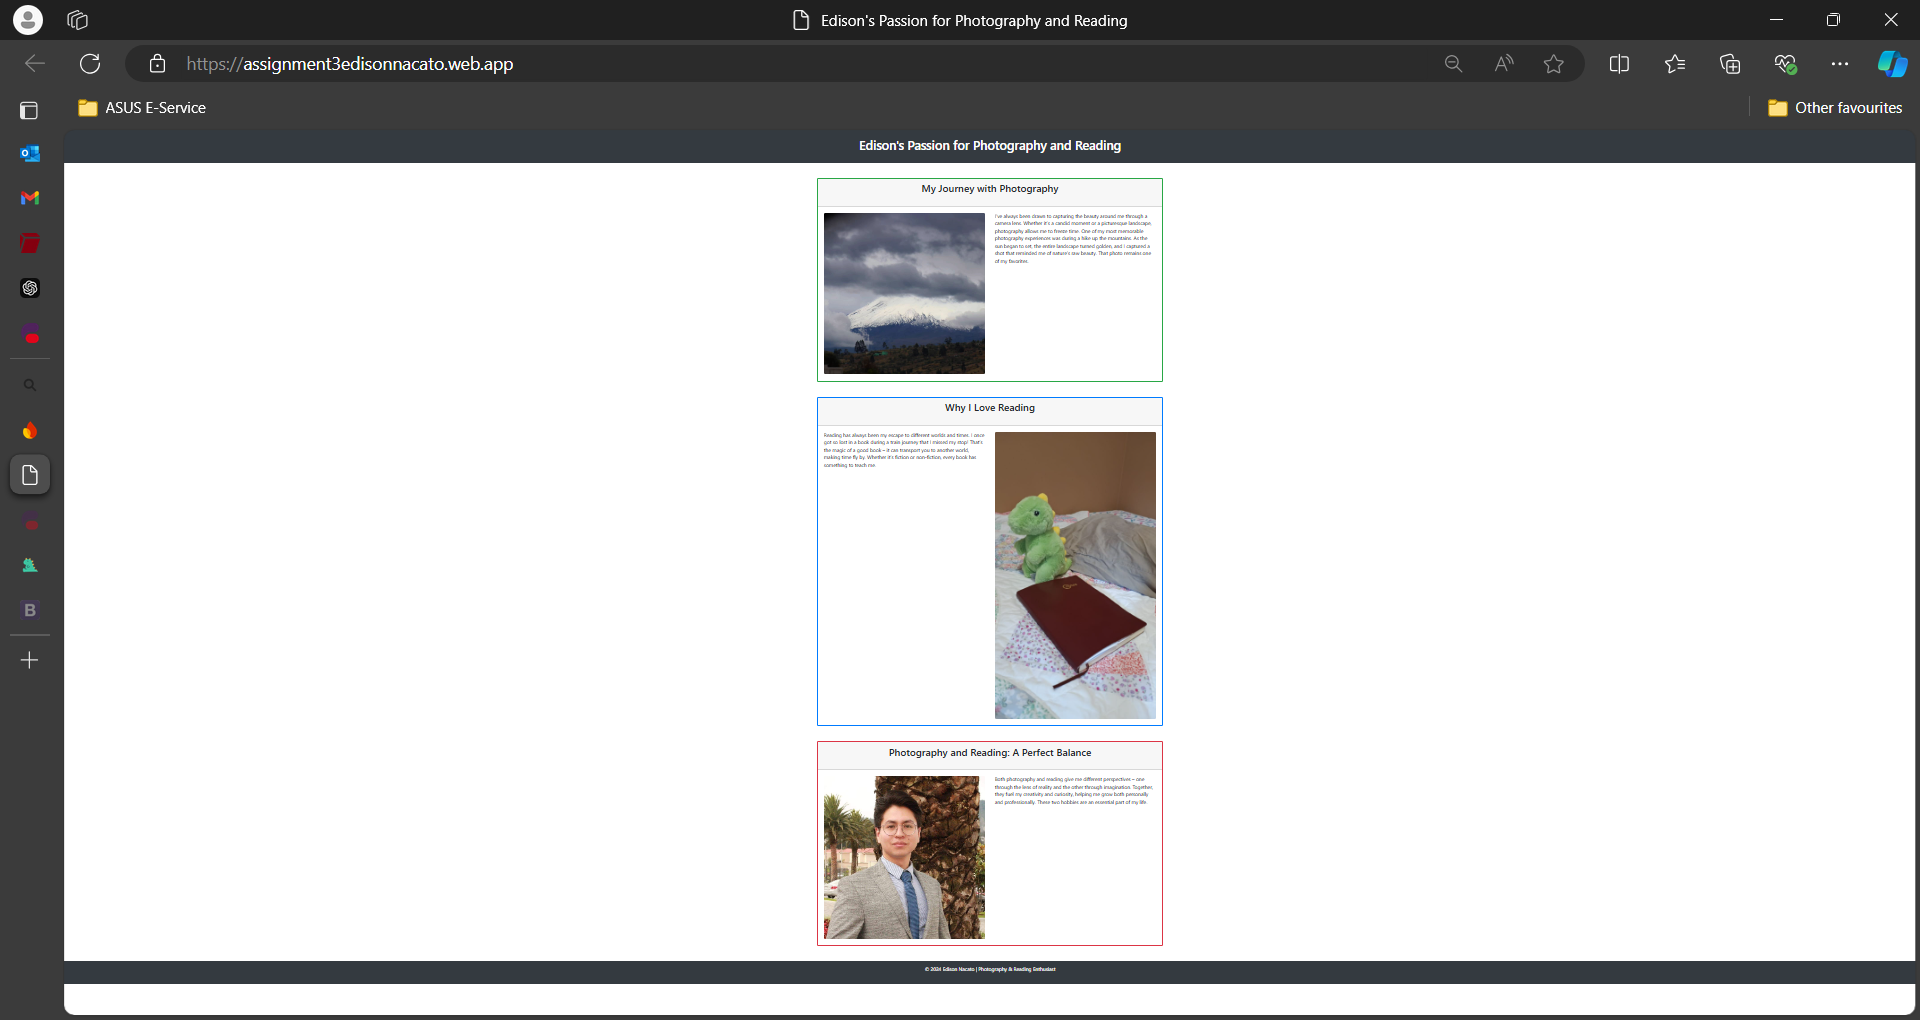 Edison's Passion for Photography and Reading
https://assignment3edisonnacato.web.app
ASUS E-Service
Other favourites
Edison's Passion for Photography and Reading
My Journey with Photography
I've always been drawn to capturing the beauty around me through a
camera lens. Whether it's a candid moment or a picturesque landscape,
photography allows me to freeze time. One of my most memorable
photography experiences was during a hike up the mountains. As the
sun began to set, the entire landscape turned golden, and I captured a
shot that reminded me of nature's raw beauty. That photo remains one
of my favorites.
Why I Love Reading
Reading has always been my escape to different worlds and times. I once
got so lost in a book during a train journey that I missed my stop! That's
the magic of a good book – it can transport you to another world,
making time fly by. Whether it's fiction or non-fiction, every book has
something to teach me.
Photography and Reading: A Perfect Balance
Both photography and reading give me different perspectives – one
through the lens of reality and the other through imagination. Together,
they fuel my creativity and curiosity, helping me grow both personally
and professionally. These two hobbies are an essential part of my life.
© 2024 Edison Nacato | Photography & Reading Enthusiast